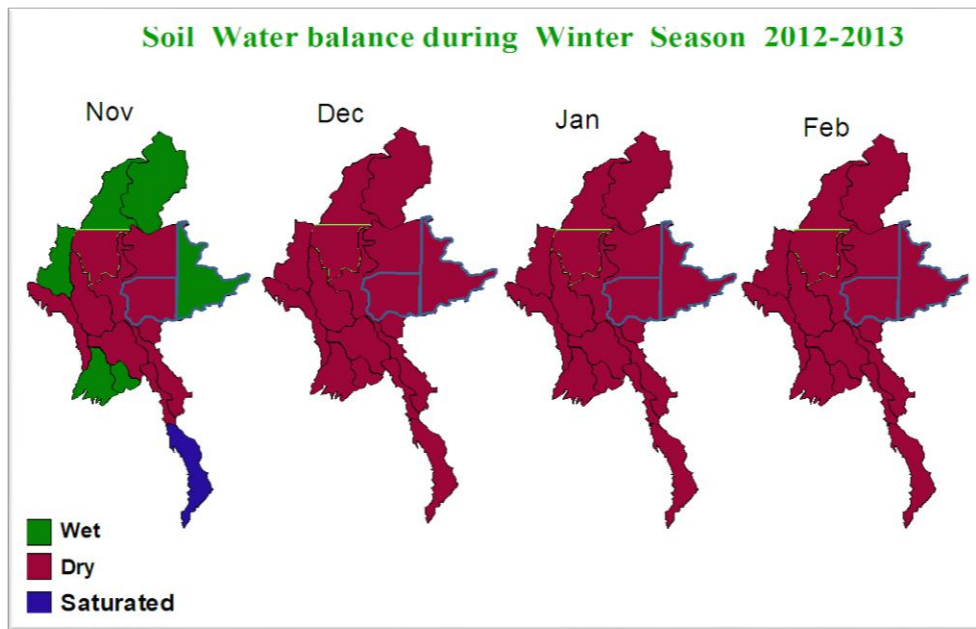 Soil Water balance during Winter Season 2012-2013
Nov
Dec
Jan
Feb
Wet
Dry
Saturated